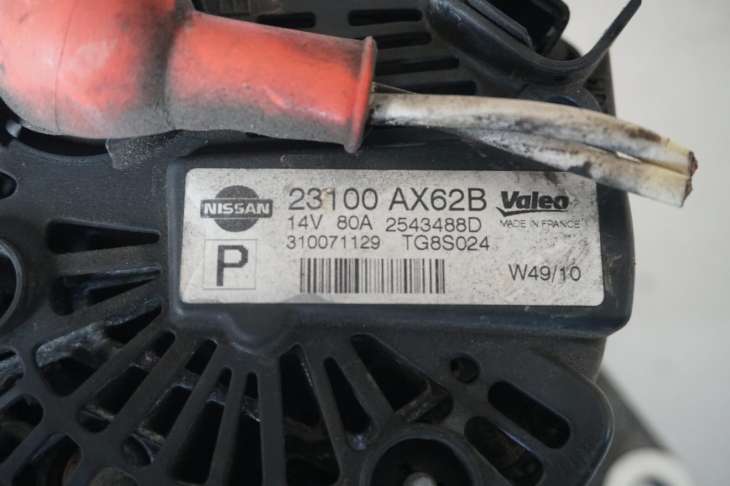 NISSAN 23100 AX62B Valeo
14V 80A 2543488D MADE IN FRANCE
P 310071129 TG8S024
W49/10